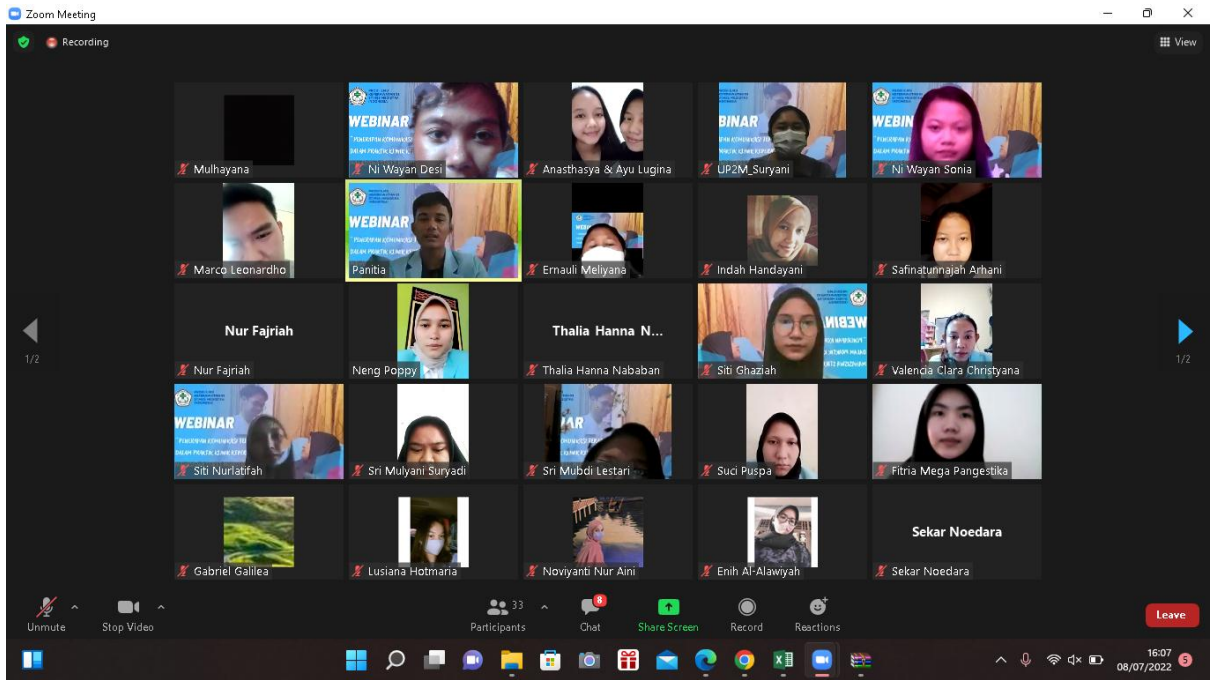 Zoom Meeting
Recording
View
Mulhayana
WEBINAR
Ni Wayan Desi
Anasthasya & Ayu Lugina
BINAR
UP2M_Suryani
WEBIN
Ni Wayan Sonia
Marco Leonardho
WEBINAR
Panitia
Ernauli Meliyana
Indah Handayani
Safinatunnajah Arhani
Nur Fajriah
Nur Fajriah
Neng Poppy
Thalia Hanna N...
Thalia Hanna Nababan
WEBINAR
Siti Ghaziah
Valencia Clara Christyana
1/2
1/2
WEBINAR
Siti Nurlatifah
Sri Mulyani Suryadi
Sri Mubdi Lestari
Suci Puspa
Fitria Mega Pangestika
Gabriel Galilea
Lusiana Hotmaria
Noviyanti Nur Aini
Enih Al-Alawiyah
Sekar Noedara
Sekar Noedara
Unmute
Stop Video
Participants
33
Chat
8
Share Screen
Record
Reactions
Leave
16:07
08/07/2022
5